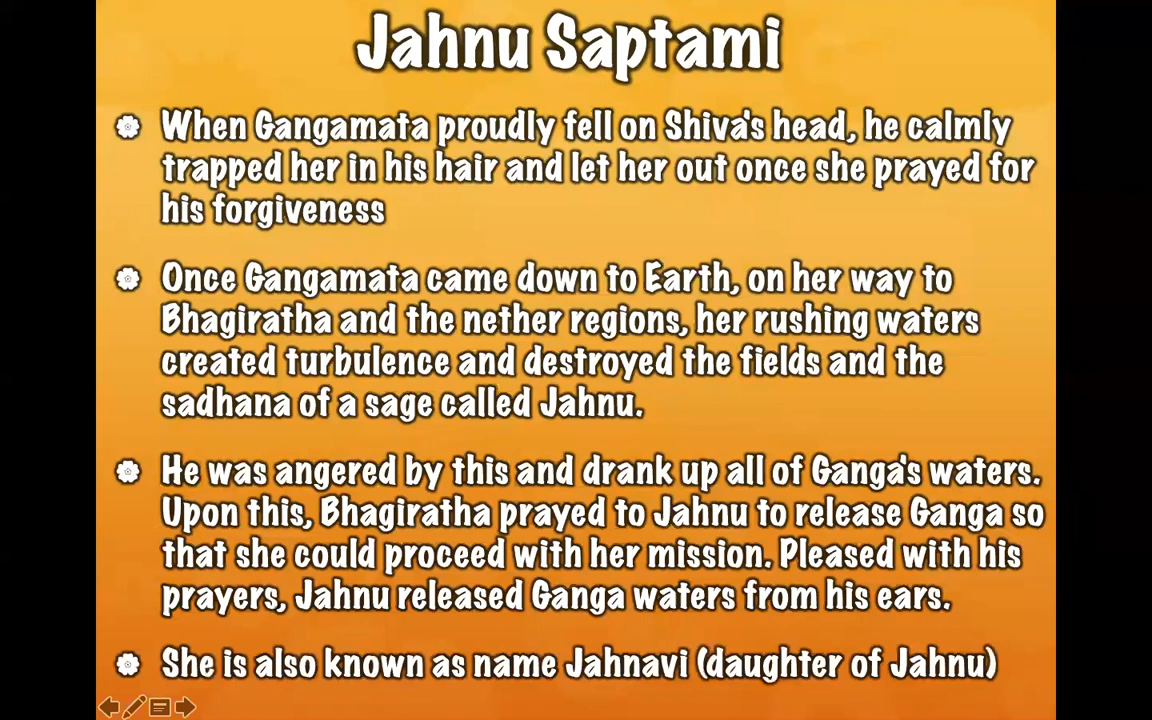 Jahnu Saptami
When Gangamata proudly fell on Shiva's head, he calmly
trapped her in his hair and let her out once she prayed for
his forgiveness
Once Gangamata came down to Earth, on her way to
Bhagiratha and the nether regions, her rushing waters
created turbulence and destroyed the fields and the
sadhana of a sage called Jahnu.
He was angered by this and drank up all of Ganga's waters.
Upon this, Bhagiratha prayed to Jahnu to release Ganga so
that she could proceed with her mission. Pleased with his
prayers, Jahnu released Ganga waters from his ears.
She is also known as name Jahnavi (daughter of Jahnu)